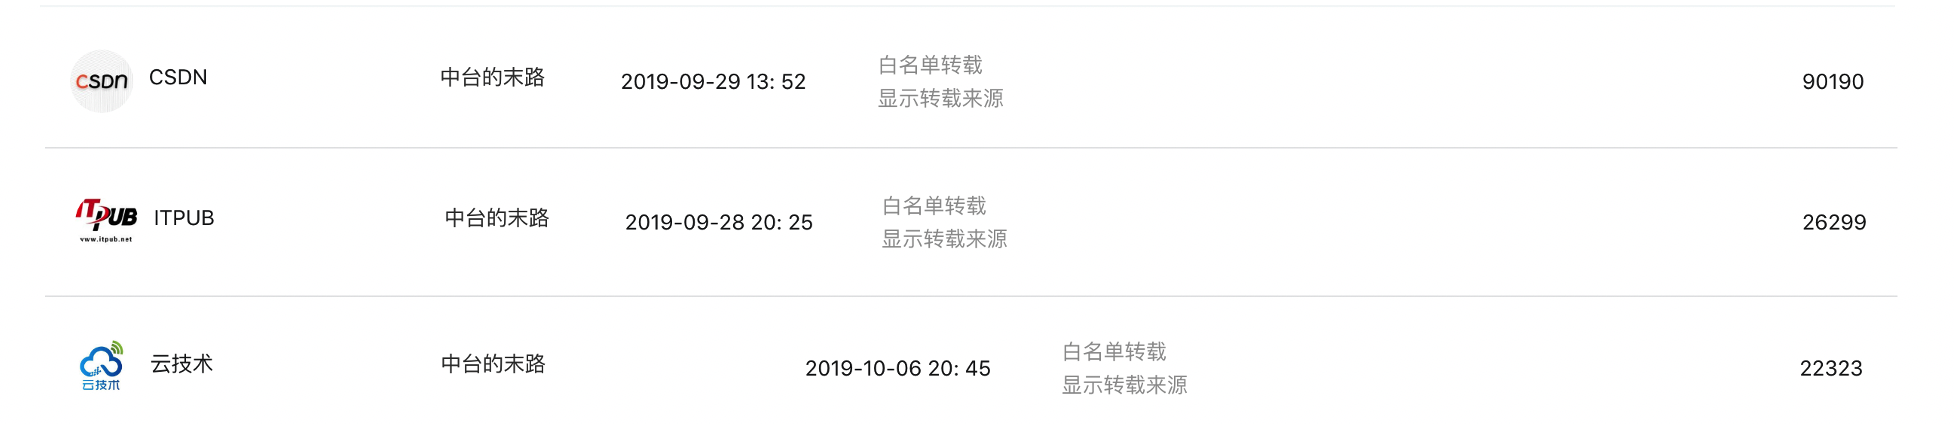 CSDN CSDN 中台的末路 2019-09-29 13: 52 白名单转载 90190
显示转载来源
ITPUB ITPUB 中台的末路 2019-09-28 20: 25 白名单转载 26299
www.itpub.net 显示转载来源
云技术 中台的末路 2019-10-06 20: 45 白名单转载 22323
云技术 显示转载来源